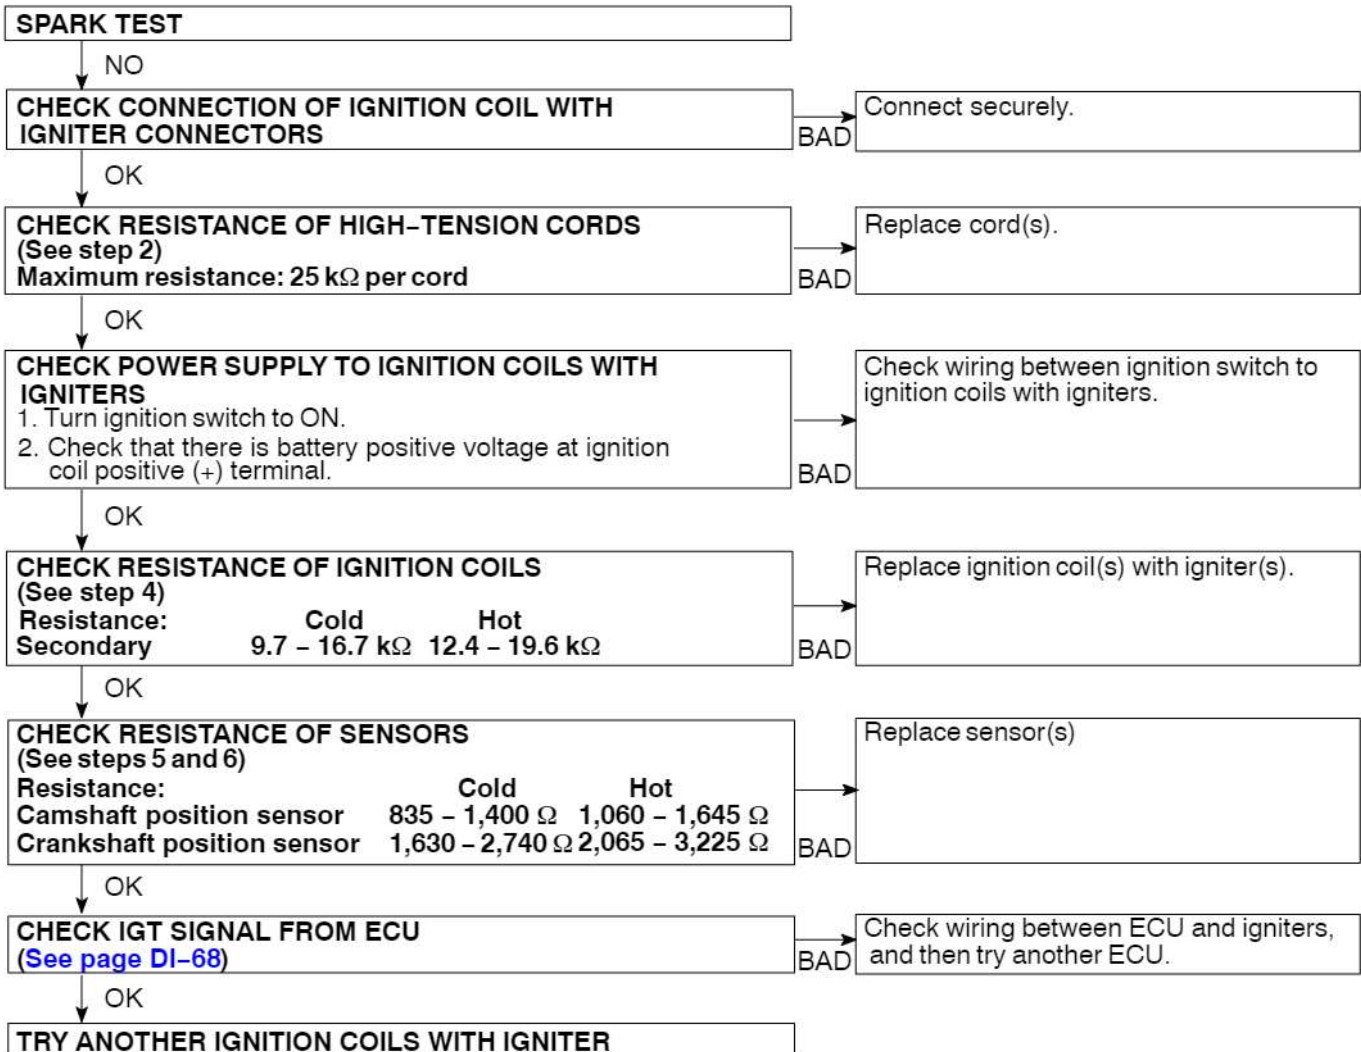 SPARK TEST
NO
CHECK CONNECTION OF IGNITION COIL WITH
IGNITER CONNECTORS
BAD
Connect securely.
OK
CHECK RESISTANCE OF HIGH–TENSION CORDS
(See step 2)
Maximum resistance: 25 kΩ per cord
BAD
Replace cord(s).
OK
CHECK POWER SUPPLY TO IGNITION COILS WITH
IGNITERS
1. Turn ignition switch to ON.
2. Check that there is battery positive voltage at ignition
coil positive (+) terminal.
BAD
Check wiring between ignition switch to
ignition coils with igniters.
OK
CHECK RESISTANCE OF IGNITION COILS
(See step 4)
Resistance: Cold Hot
Secondary 9.7 – 16.7 kΩ 12.4 – 19.6 kΩ
BAD
Replace ignition coil(s) with igniter(s).
OK
CHECK RESISTANCE OF SENSORS
(See steps 5 and 6)
Resistance: Cold Hot
Camshaft position sensor 835 – 1,400 Ω 1,060 – 1,645 Ω
Crankshaft position sensor 1,630 – 2,740 Ω 2,065 – 3,225 Ω
BAD
Replace sensor(s)
OK
CHECK IGT SIGNAL FROM ECU
(See page DI–68)
BAD
Check wiring between ECU and igniters,
and then try another ECU.
OK
TRY ANOTHER IGNITION COILS WITH IGNITER